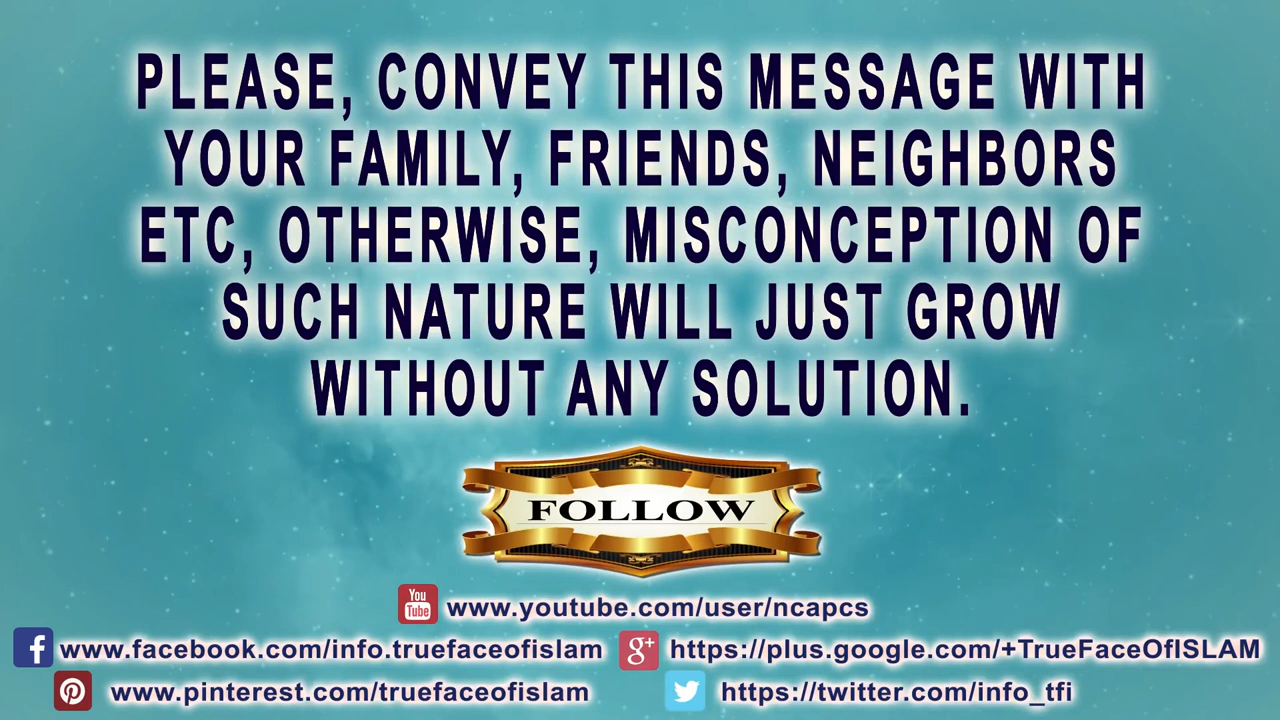 PLEASE, CONVEY THIS MESSAGE WITH
YOUR FAMILY, FRIENDS, NEIGHBORS
ETC, OTHERWISE, MISCONCEPTION OF
SUCH NATURE WILL JUST GROW
WITHOUT ANY SOLUTION.
FOLLOW
You Tube www.youtube.com/user/ncapcs
f www.facebook.com/info.truefaceofislam g+ https://plus.google.com/+TrueFaceOfISLAM
www.pinterest.com/truefaceofislam https://twitter.com/info_tfi